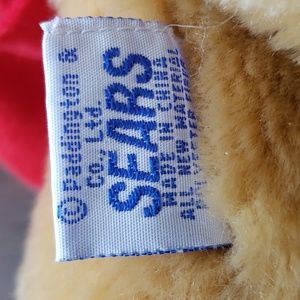 © Paddington &
Co. Ltd.
SEARS
MADE IN CHINA
ALL NEW MATERIAL